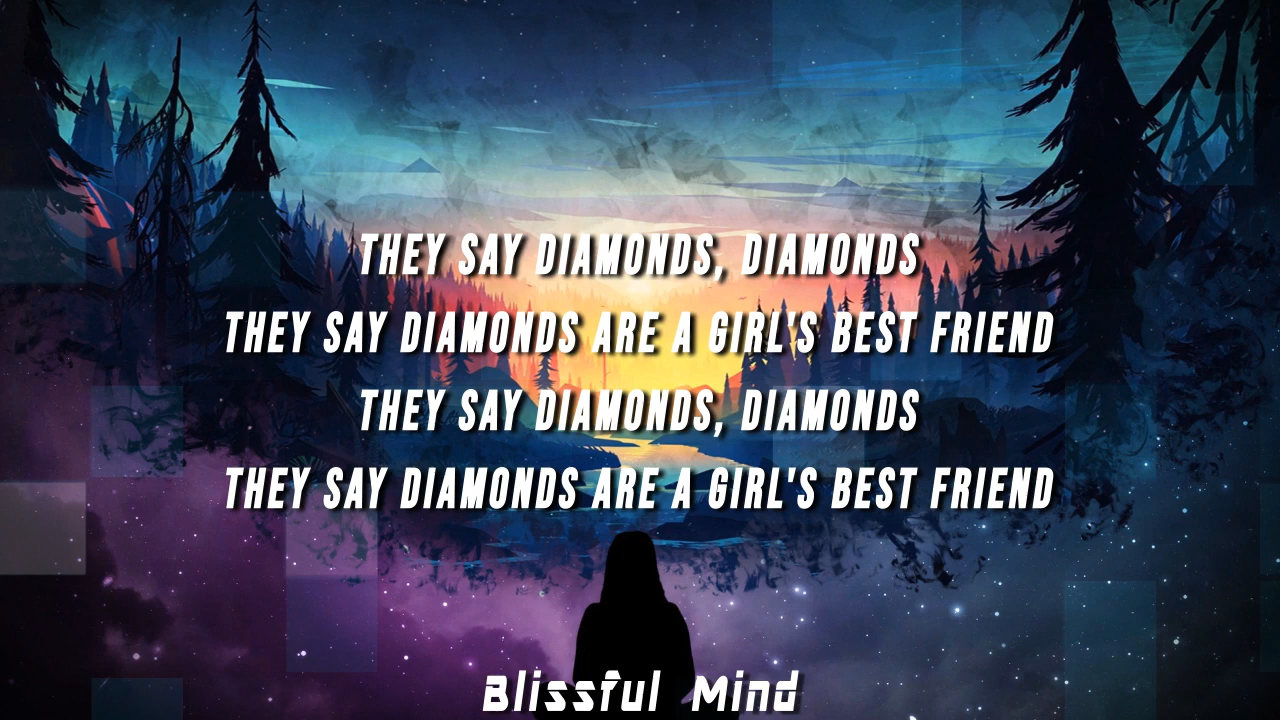 THEY SAY DIAMONDS, DIAMONDS
THEY SAY DIAMONDS ARE A GIRL'S BEST FRIEND
THEY SAY DIAMONDS, DIAMONDS
THEY SAY DIAMONDS ARE A GIRL'S BEST FRIEND
Blissful Mind